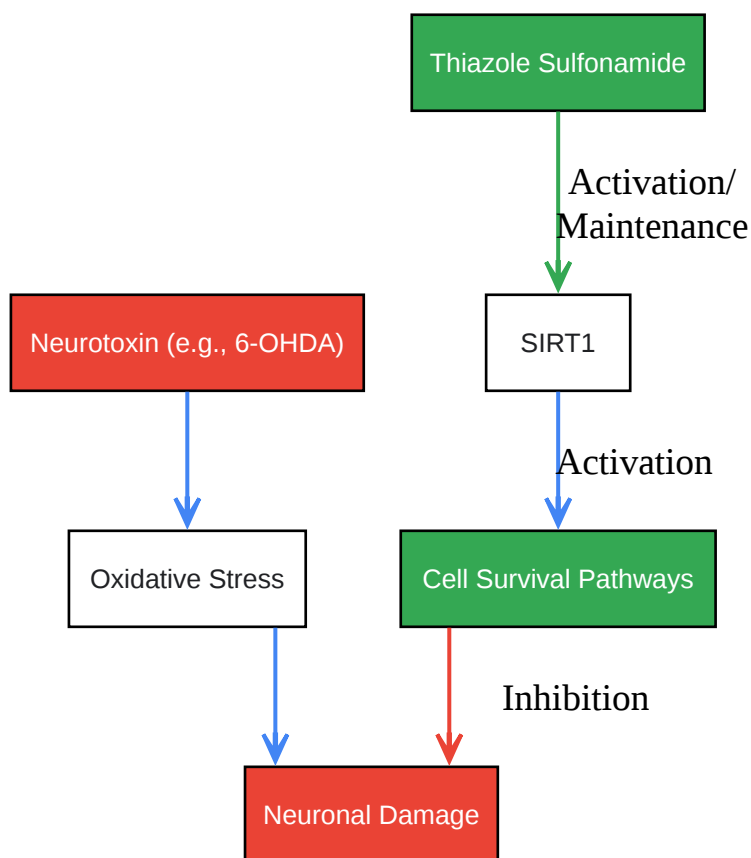 Thiazole Sulfonamide
Activation/
Maintenance
Neurotoxin (e.g., 6-OHDA)
SIRT1
Activation
Oxidative Stress
Cell Survival Pathways
Inhibition
Neuronal Damage